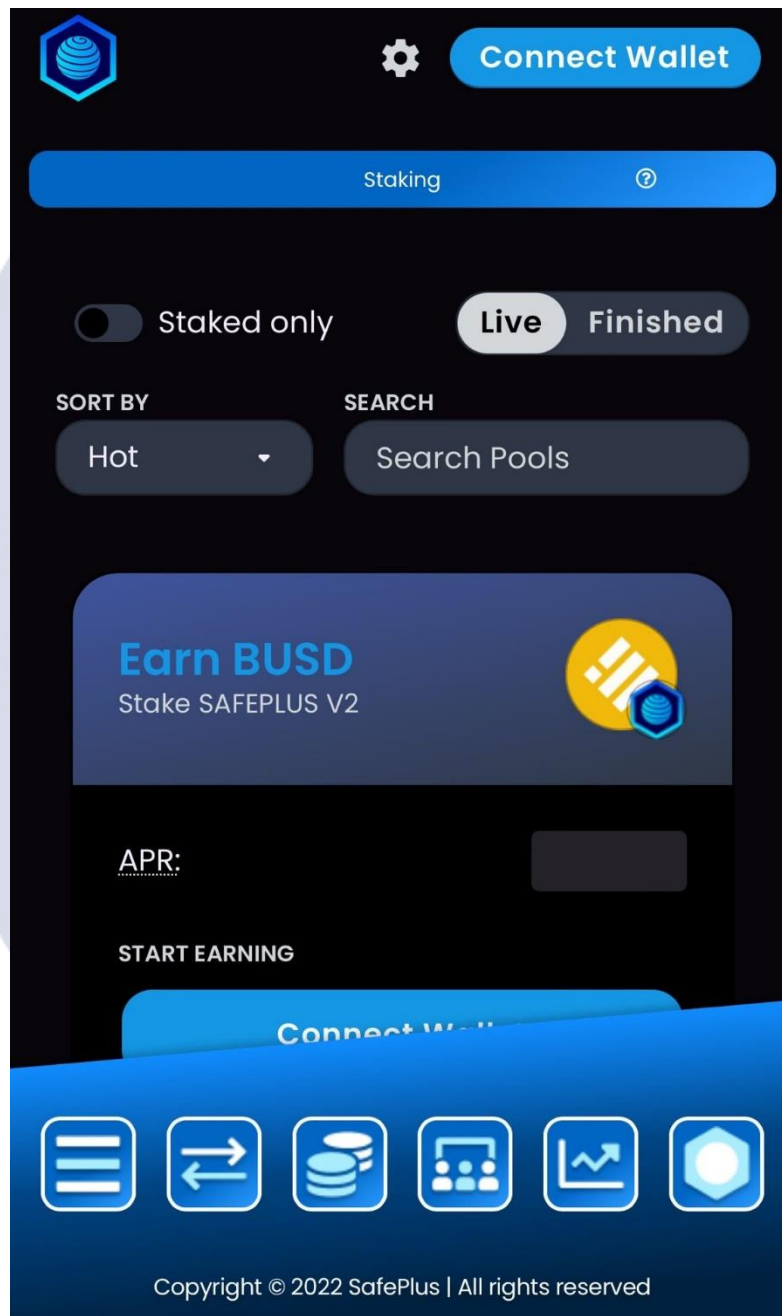 Connect Wallet
Staking
Staked only
Live Finished
SORT BY SEARCH
Hot Search Pools
Earn BUSD
Stake SAFEPLUS V2
APR:
START EARNING
Connect
Copyright © 2022 SafePlus | All rights reserved